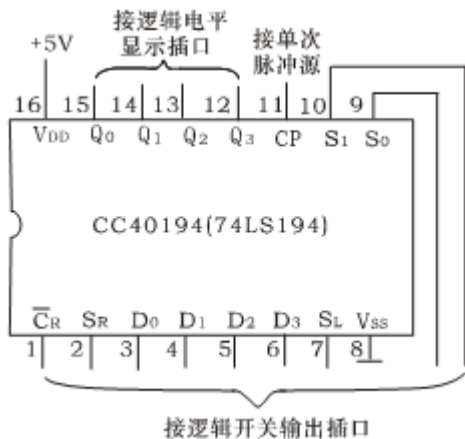 接逻辑电平
显示插口
接单次
脉冲源
+5V
16 15 14 13 12 11 10 9
VDD Q0 Q1 Q2 Q3 CP S1 S0
CC40194(74LS194)
C̅R SR D0 D1 D2 D3 SL VSS
1 2 3 4 5 6 7 8
接逻辑开关输出插口